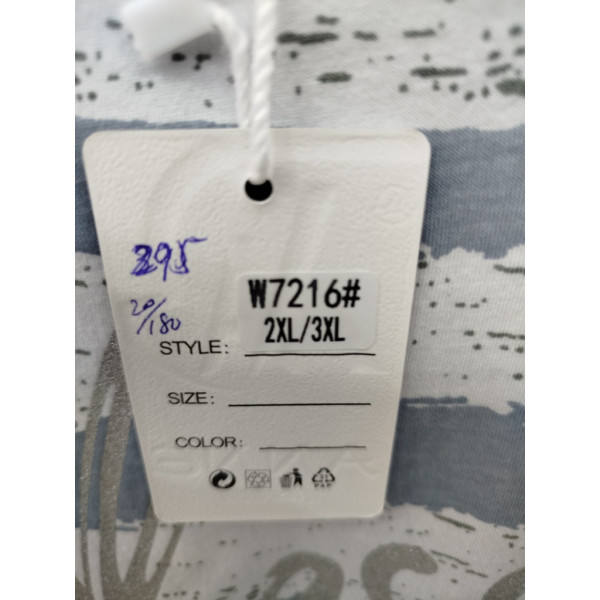 295
20/180
W7216#
2XL/3XL
STYLE:
SIZE:
COLOR: